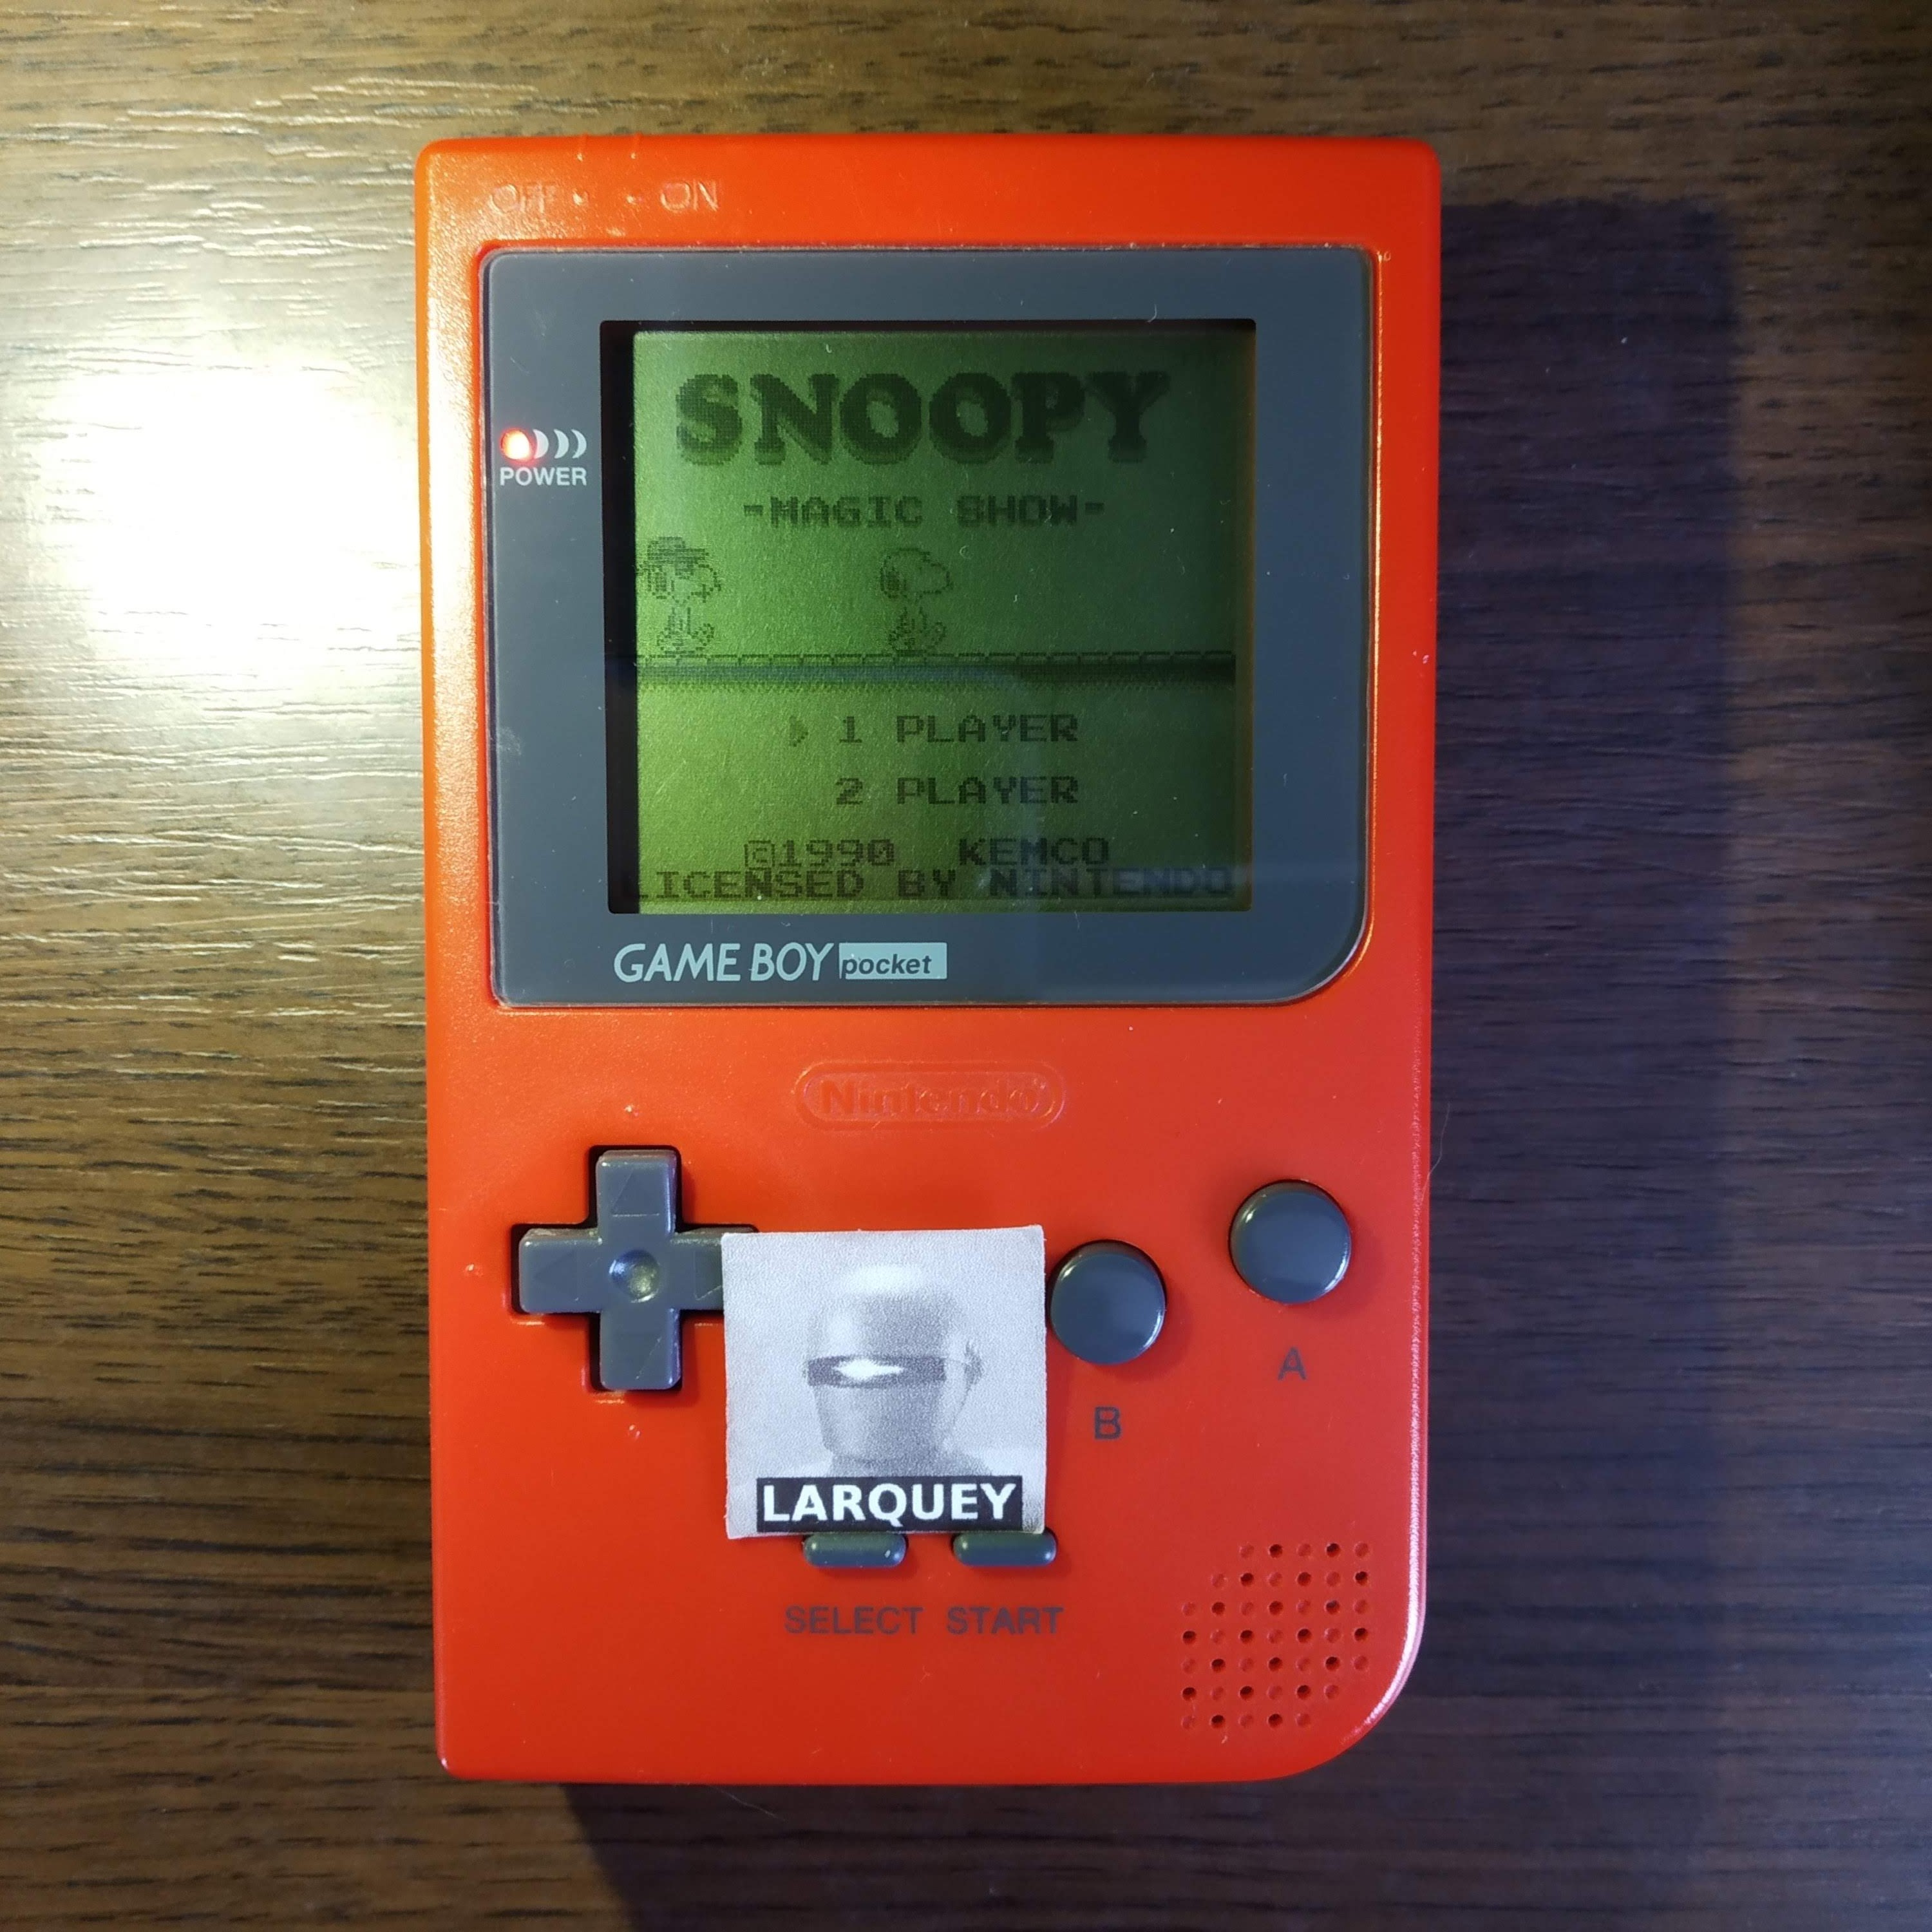 OFF ON
POWER
SNOOPY
-MAGIC SHOW-
1 PLAYER
2 PLAYER
©1990 KEMCO
LICENSED BY NINTENDO
GAME BOY pocket
Nintendo®
A
B
LARQUEY
SELECT START